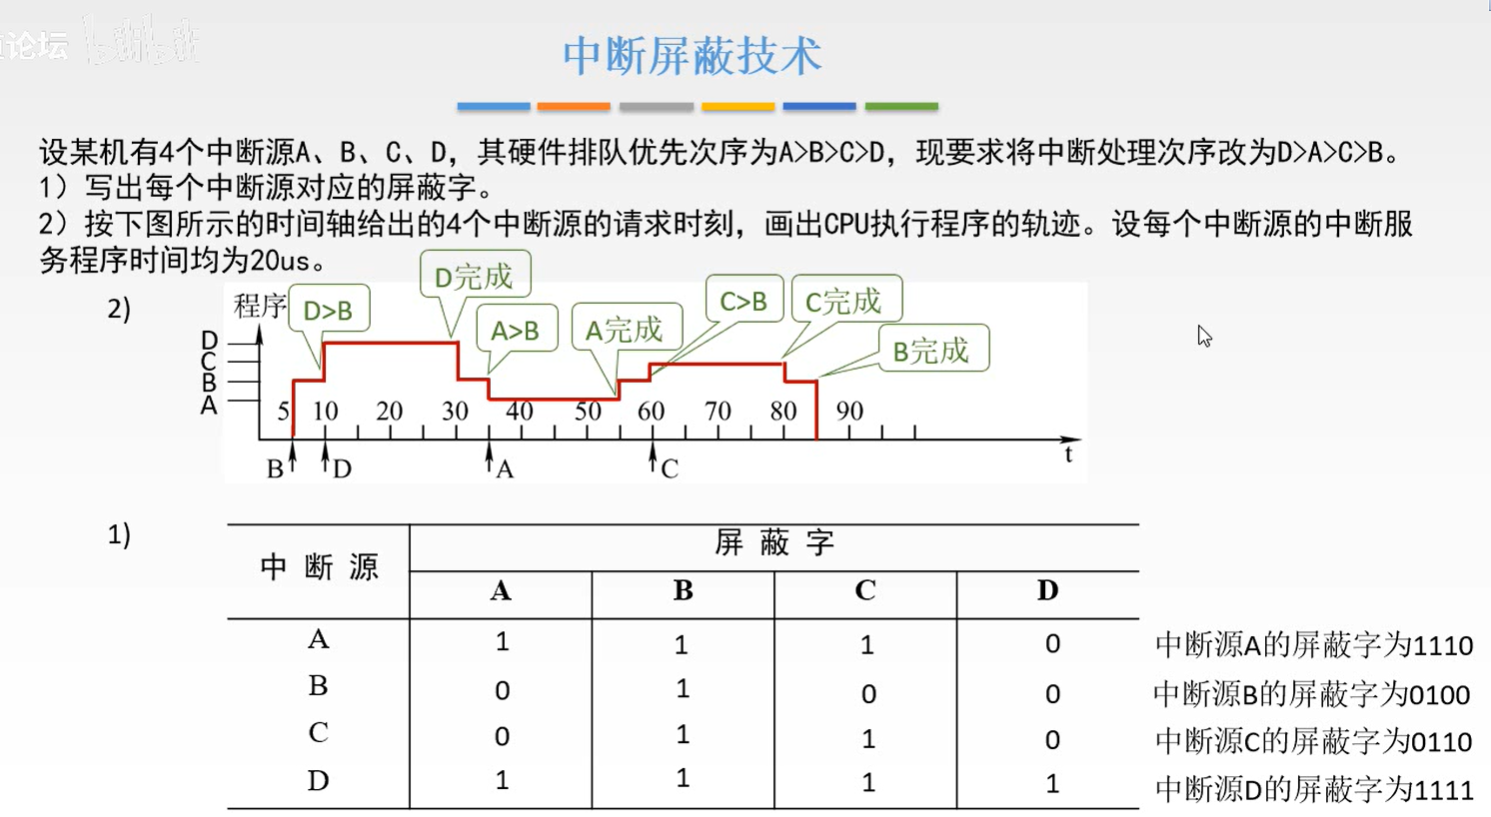 论坛 bilibili
中断屏蔽技术
设某机有4个中断源A、B、C、D，其硬件排队优先次序为A>B>C>D，现要求将中断处理次序改为D>A>C>B。
1）写出每个中断源对应的屏蔽字。
2）按下图所示的时间轴给出的4个中断源的请求时刻，画出CPU执行程序的轨迹。设每个中断源的中断服
务程序时间均为20us。
2)
程序 D>B D完成 A>B A完成 C>B C完成 B完成
D
C
B
A
5 10 20 30 40 50 60 70 80 90
B D A C t
1)
中 断 源 屏 蔽 字
A B C D
A 1 1 1 0 中断源A的屏蔽字为1110
B 0 1 0 0 中断源B的屏蔽字为0100
C 0 1 1 0 中断源C的屏蔽字为0110
D 1 1 1 1 中断源D的屏蔽字为1111